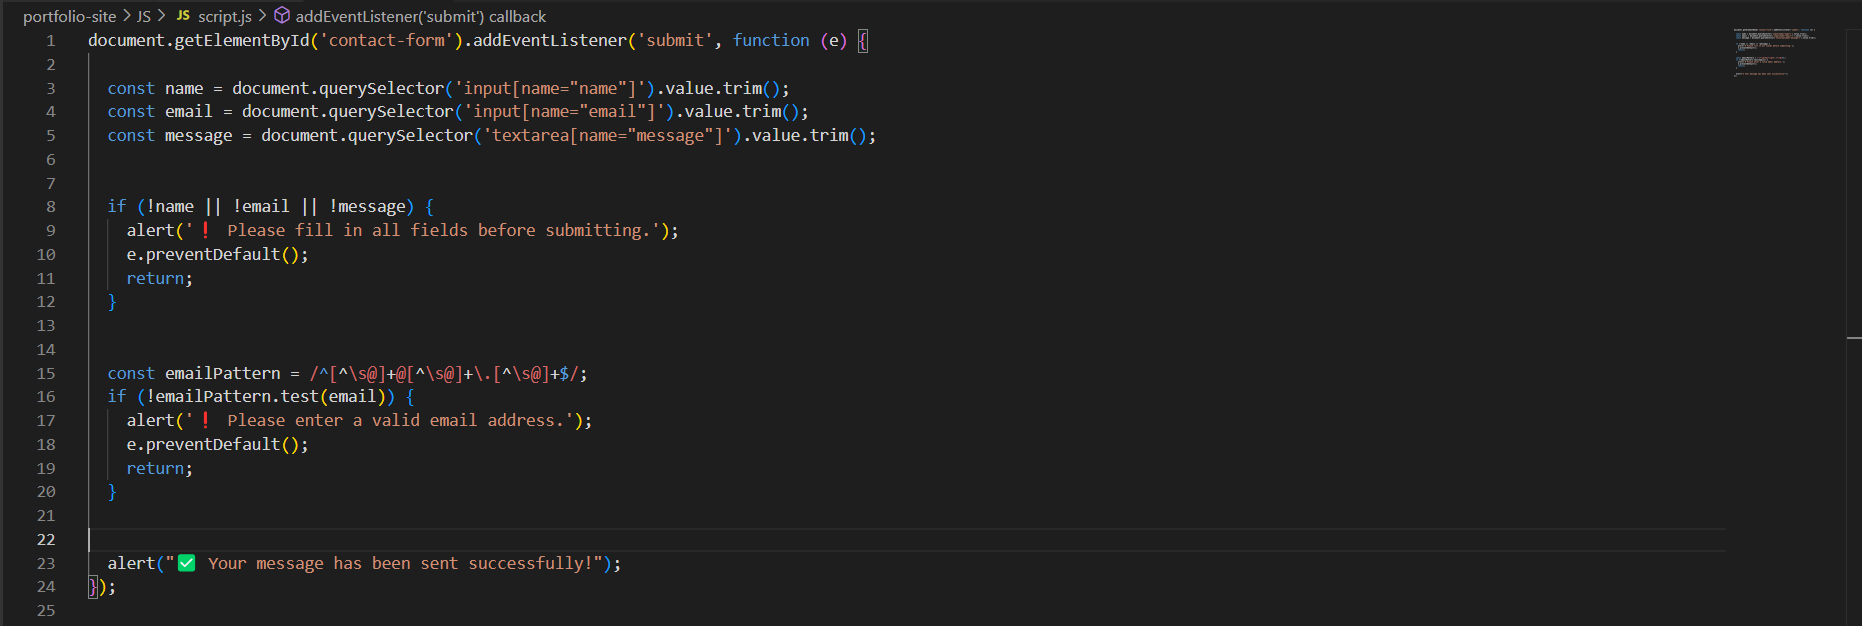 portfolio-site > JS > JS script.js > addEventListener('submit') callback
1 document.getElementById('contact-form').addEventListener('submit', function (e) {
2
3 const name = document.querySelector('input[name="name"]').value.trim();
4 const email = document.querySelector('input[name="email"]').value.trim();
5 const message = document.querySelector('textarea[name="message"]').value.trim();
6
7
8 if (!name || !email || !message) {
9 alert('❗ Please fill in all fields before submitting.');
10 e.preventDefault();
11 return;
12 }
13
14
15 const emailPattern = /^[^\s@]+@[^\s@]+\.[^\s@]+$/;
16 if (!emailPattern.test(email)) {
17 alert('❗ Please enter a valid email address.');
18 e.preventDefault();
19 return;
20 }
21
22
23 alert("✅ Your message has been sent successfully!");
24 });
25